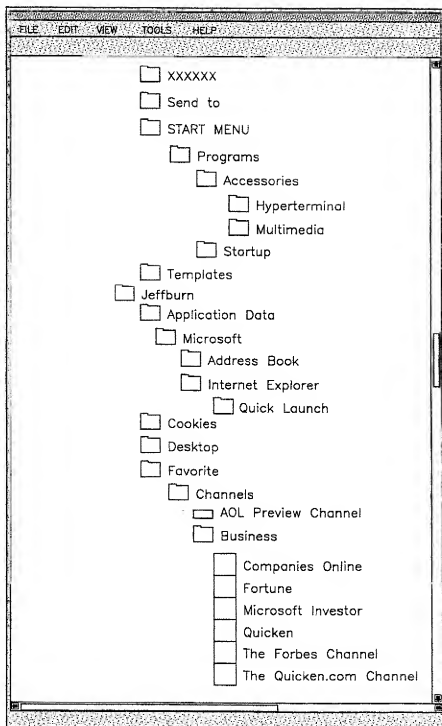 FILE EDIT VIEW TOOLS HELP
XXXXXX
Send to
START MENU
Programs
Accessories
Hyperterminal
Multimedia
Startup
Templates
Jeffburn
Application Data
Microsoft
Address Book
Internet Explorer
Quick Launch
Cookies
Desktop
Favorite
Channels
AOL Preview Channel
Business
Companies Online
Fortune
Microsoft Investor
Quicken
The Forbes Channel
The Quicken.com Channel